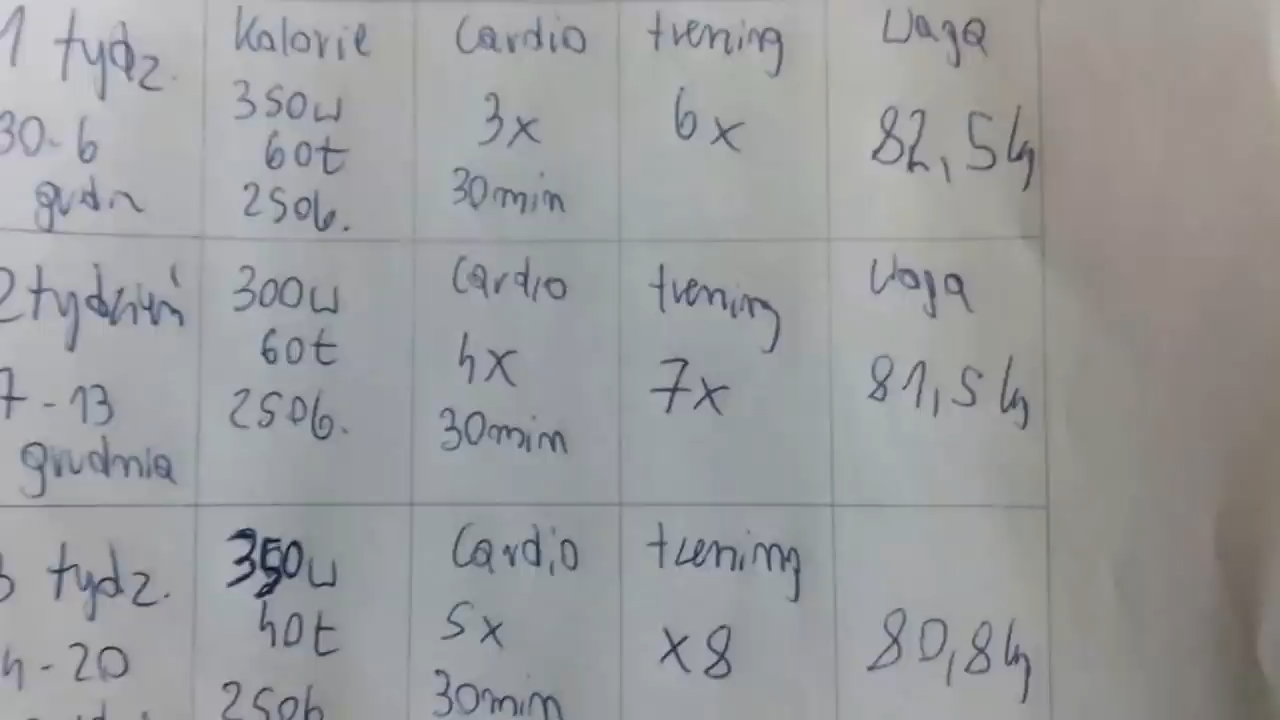 1 tydz.
30-6
grudn
Kalorie
350w
60t
250b.
Cardio
3x
30min
trening
6x
Waga
82,5kg
2 tydzień
7-13
grudnia
300w
60t
250b.
Cardio
4x
30min
trening
7x
Waga
81,5kg
3 tydz.
4-20
350w
40t
250b
Cardio
5x
30min
trening
x8
80,8kg